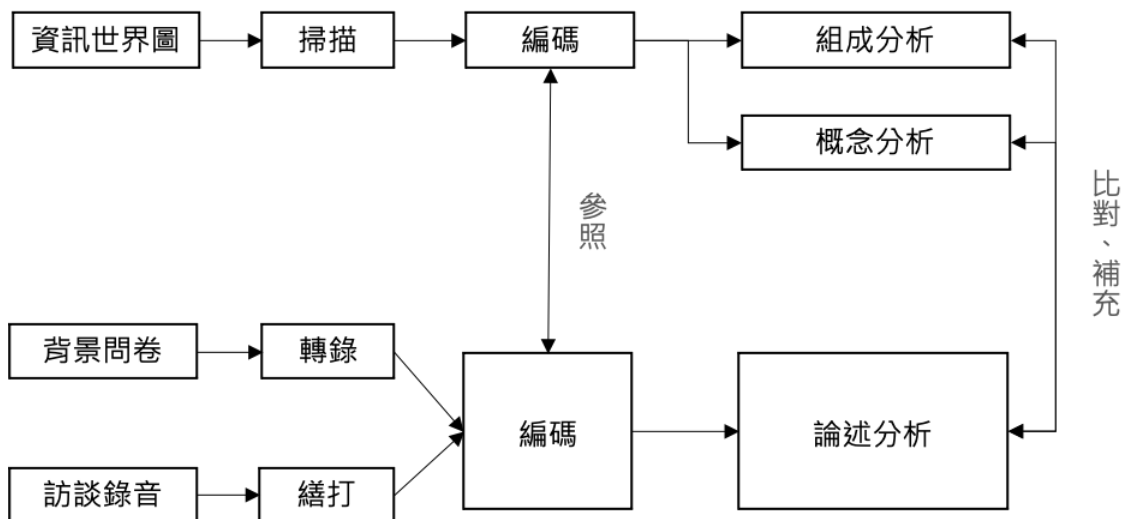 資訊世界圖
掃描
編碼
組成分析
概念分析
參照
比對、補充
背景問卷
轉錄
編碼
論述分析
訪談錄音
繕打